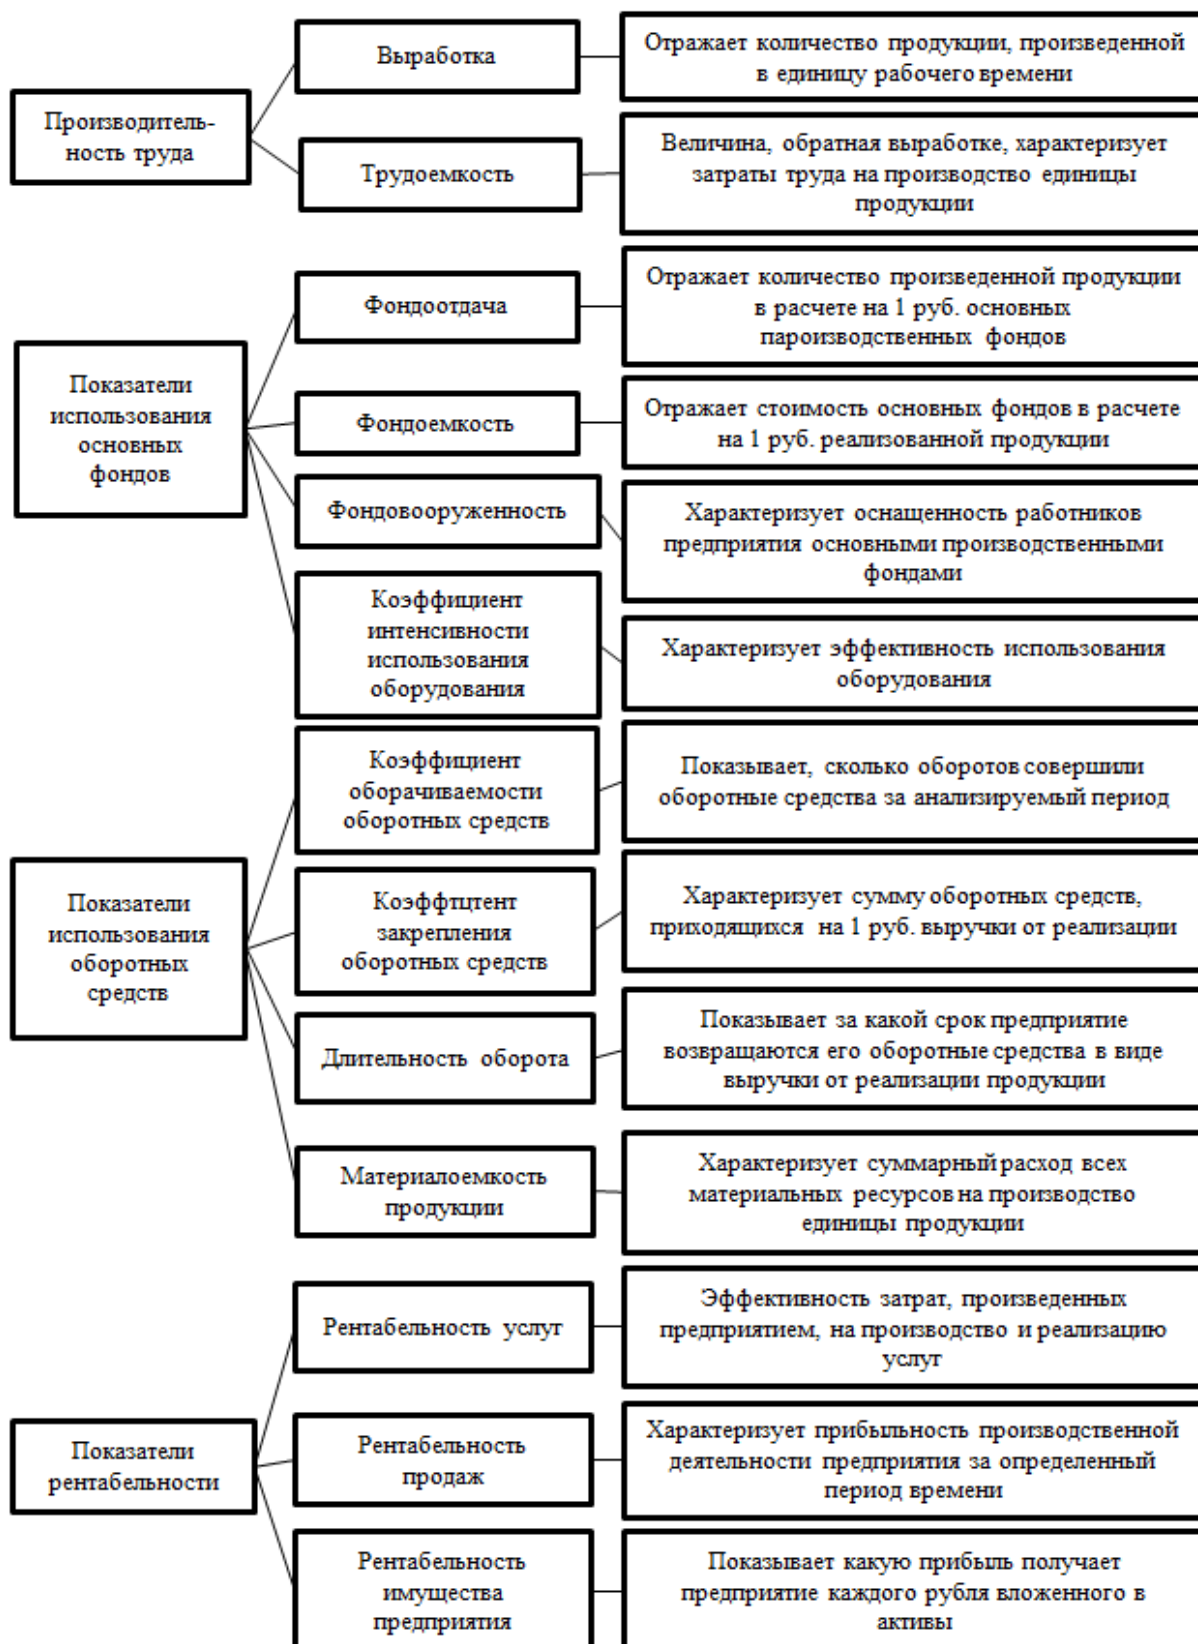 Производитель-
ность труда
Выработка
Отражает количество продукции, произведенной
в единицу рабочего времени
Трудоемкость
Величина, обратная выработке, характеризует
затраты труда на производство единицы
продукции
Показатели
использования
основных
фондов
Фондоотдача
Отражает количество произведенной продукции
в расчете на 1 руб. основных
пароизводственных фондов
Фондоемкость
Отражает стоимость основных фондов в расчете
на 1 руб. реализованной продукции
Фондовооруженность
Характеризует оснащенность работников
предприятия основными производственными
фондами
Коэффициент
интенсивности
использования
оборудования
Характеризует эффективность использования
оборудования
Показатели
использования
оборотных
средств
Коэффициент
оборачиваемости
оборотных средств
Показывает, сколько оборотов совершили
оборотные средства за анализируемый период
Коэффтцтент
закрепления
оборотных средств
Характеризует сумму оборотных средств,
приходящихся на 1 руб. выручки от реализации
Длительность оборота
Показывает за какой срок предприятие
возвращаются его оборотные средства в виде
выручки от реализации продукции
Материалоемкость
продукции
Характеризует суммарный расход всех
материальных ресурсов на производство
единицы продукции
Показатели
рентабельности
Рентабельность услуг
Эффективность затрат, произведенных
предприятием, на производство и реализацию
услуг
Рентабельность
продаж
Характеризует прибыльность производственной
деятельности предприятия за определенный
период времени
Рентабельность
имущества
предприятия
Показывает какую прибыль получает
предприятие каждого рубля вложенного в
активы